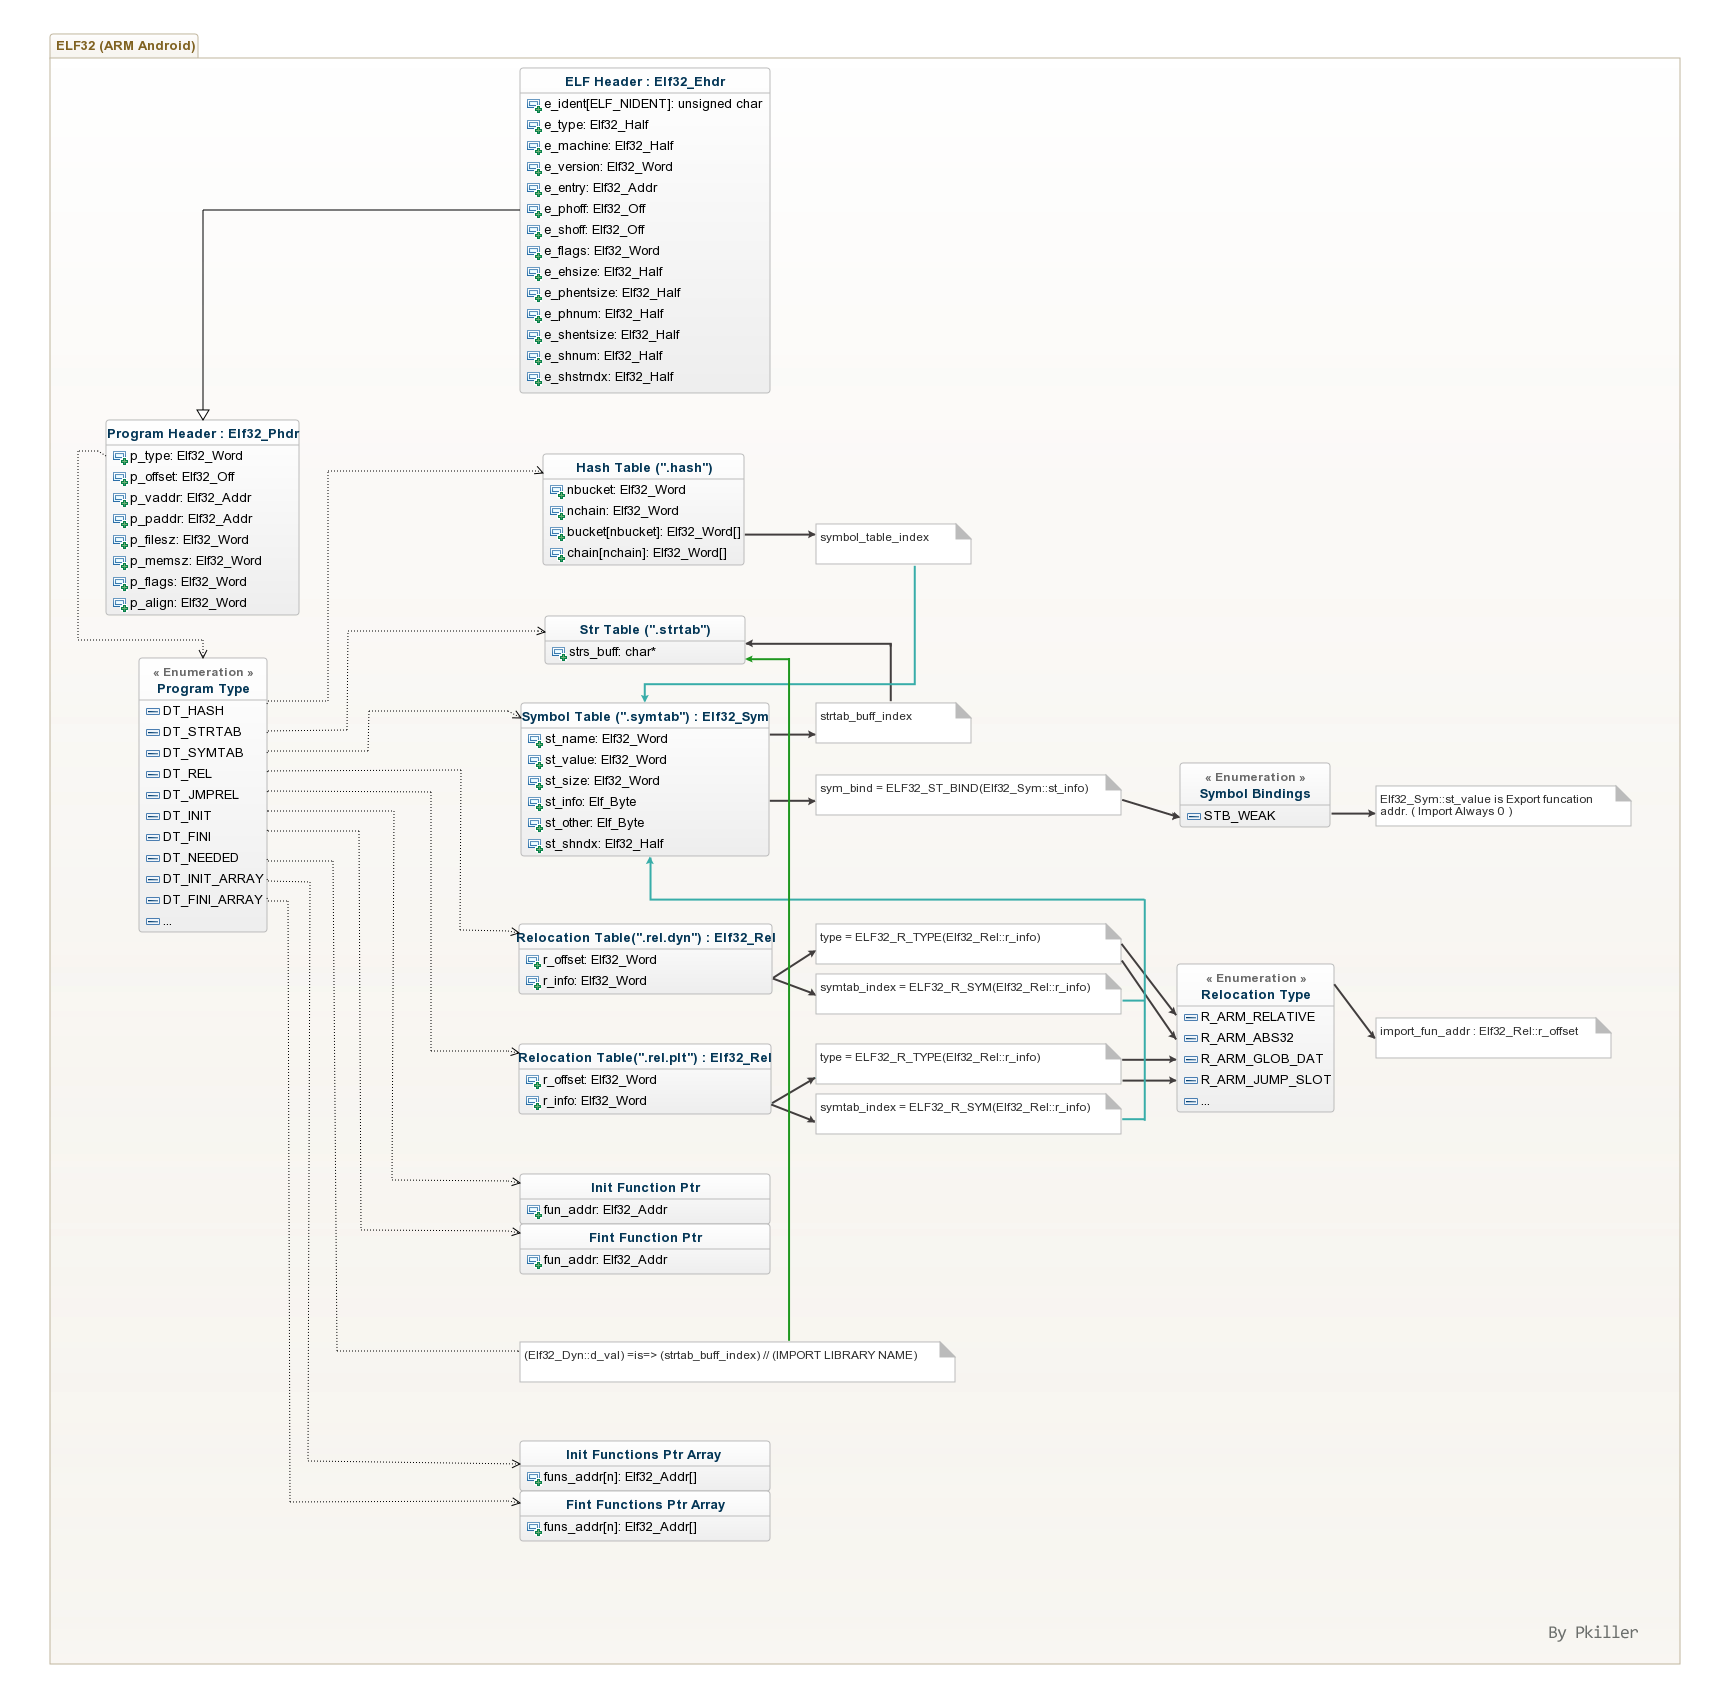 ELF32 (ARM Android)
ELF Header : Elf32_Ehdr
e_ident[ELF_NIDENT]: unsigned char
e_type: Elf32_Half
e_machine: Elf32_Half
e_version: Elf32_Word
e_entry: Elf32_Addr
e_phoff: Elf32_Off
e_shoff: Elf32_Off
e_flags: Elf32_Word
e_ehsize: Elf32_Half
e_phentsize: Elf32_Half
e_phnum: Elf32_Half
e_shentsize: Elf32_Half
e_shnum: Elf32_Half
e_shstrndx: Elf32_Half
Program Header : Elf32_Phdr
p_type: Elf32_Word
p_offset: Elf32_Off
p_vaddr: Elf32_Addr
p_paddr: Elf32_Addr
p_filesz: Elf32_Word
p_memsz: Elf32_Word
p_flags: Elf32_Word
p_align: Elf32_Word
« Enumeration »
Program Type
DT_HASH
DT_STRTAB
DT_SYMTAB
DT_REL
DT_JMPREL
DT_INIT
DT_FINI
DT_NEEDED
DT_INIT_ARRAY
DT_FINI_ARRAY
...
Hash Table (".hash")
nbucket: Elf32_Word
nchain: Elf32_Word
bucket[nbucket]: Elf32_Word[]
chain[nchain]: Elf32_Word[]
symbol_table_index
Str Table (".strtab")
strs_buff: char*
Symbol Table (".symtab") : Elf32_Sym
st_name: Elf32_Word
st_value: Elf32_Word
st_size: Elf32_Word
st_info: Elf_Byte
st_other: Elf_Byte
st_shndx: Elf32_Half
strtab_buff_index
sym_bind = ELF32_ST_BIND(Elf32_Sym::st_info)
« Enumeration »
Symbol Bindings
STB_WEAK
Elf32_Sym::st_value is Export funcation
addr. ( Import Always 0 )
Relocation Table(".rel.dyn") : Elf32_Rel
r_offset: Elf32_Word
r_info: Elf32_Word
type = ELF32_R_TYPE(Elf32_Rel::r_info)
symtab_index = ELF32_R_SYM(Elf32_Rel::r_info)
Relocation Table(".rel.plt") : Elf32_Rel
r_offset: Elf32_Word
r_info: Elf32_Word
type = ELF32_R_TYPE(Elf32_Rel::r_info)
symtab_index = ELF32_R_SYM(Elf32_Rel::r_info)
« Enumeration »
Relocation Type
R_ARM_RELATIVE
R_ARM_ABS32
R_ARM_GLOB_DAT
R_ARM_JUMP_SLOT
...
import_fun_addr : Elf32_Rel::r_offset
Init Function Ptr
fun_addr: Elf32_Addr
Fint Function Ptr
fun_addr: Elf32_Addr
(Elf32_Dyn::d_val) =is=> (strtab_buff_index) // (IMPORT LIBRARY NAME)
Init Functions Ptr Array
funs_addr[n]: Elf32_Addr[]
Fint Functions Ptr Array
funs_addr[n]: Elf32_Addr[]
By Pkiller